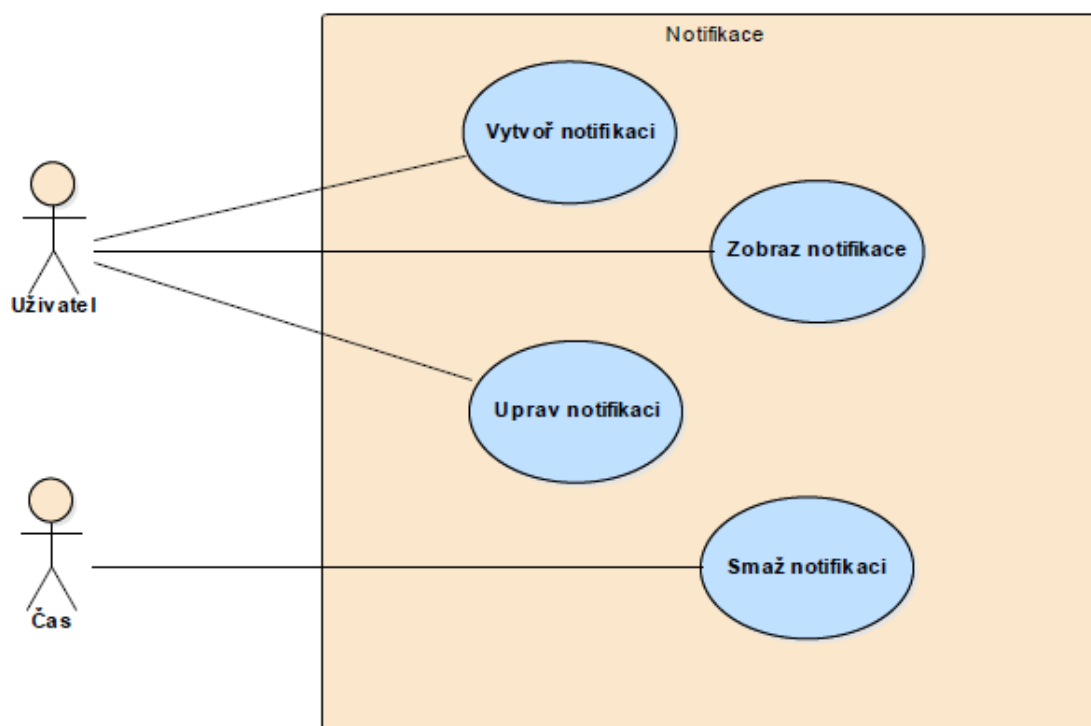 Notifikace
Vytvoř notifikaci
Zobraz notifikace
Uživatel
Uprav notifikaci
Smaž notifikaci
Čas